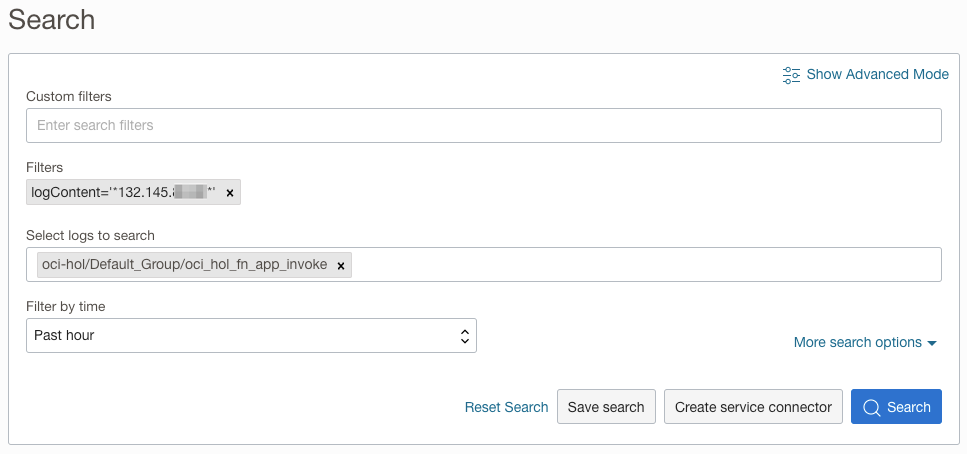 Search
Show Advanced Mode
Custom filters
Enter search filters
Filters
logContent='*132.145. *' ×
Select logs to search
oci-hol/Default_Group/oci_hol_fn_app_invoke ×
Filter by time
Past hour
More search options
Reset Search
Save search
Create service connector
Search